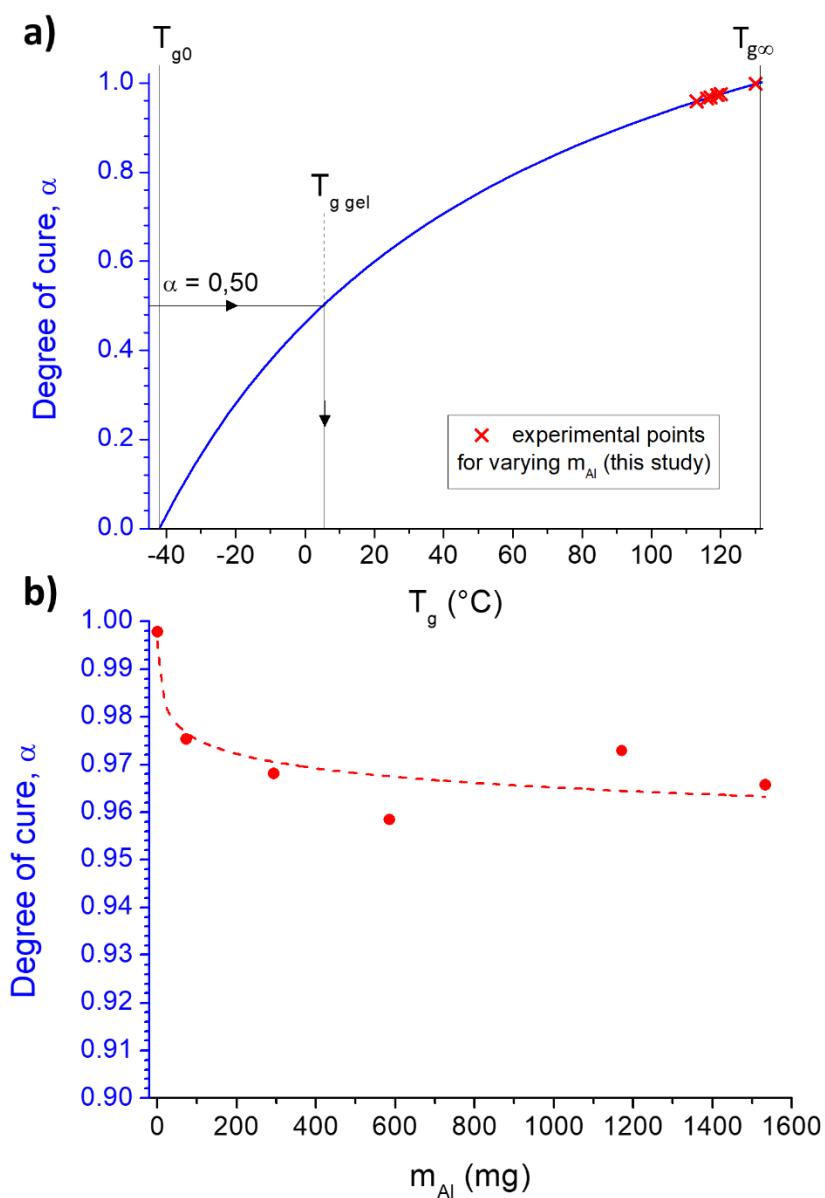 a)
T g0
T g∞
1.0
0.8
0.6
0.4
0.2
0.0
Degree of cure, α
T g gel
α = 0,50
experimental points
for varying m Al (this study)
-40 -20 0 20 40 60 80 100 120
T g (°C)
b)
1.00
0.99
0.98
0.97
0.96
0.95
0.94
0.93
0.92
0.91
0.90
Degree of cure, α
0 200 400 600 800 1000 1200 1400 1600
m Al (mg)